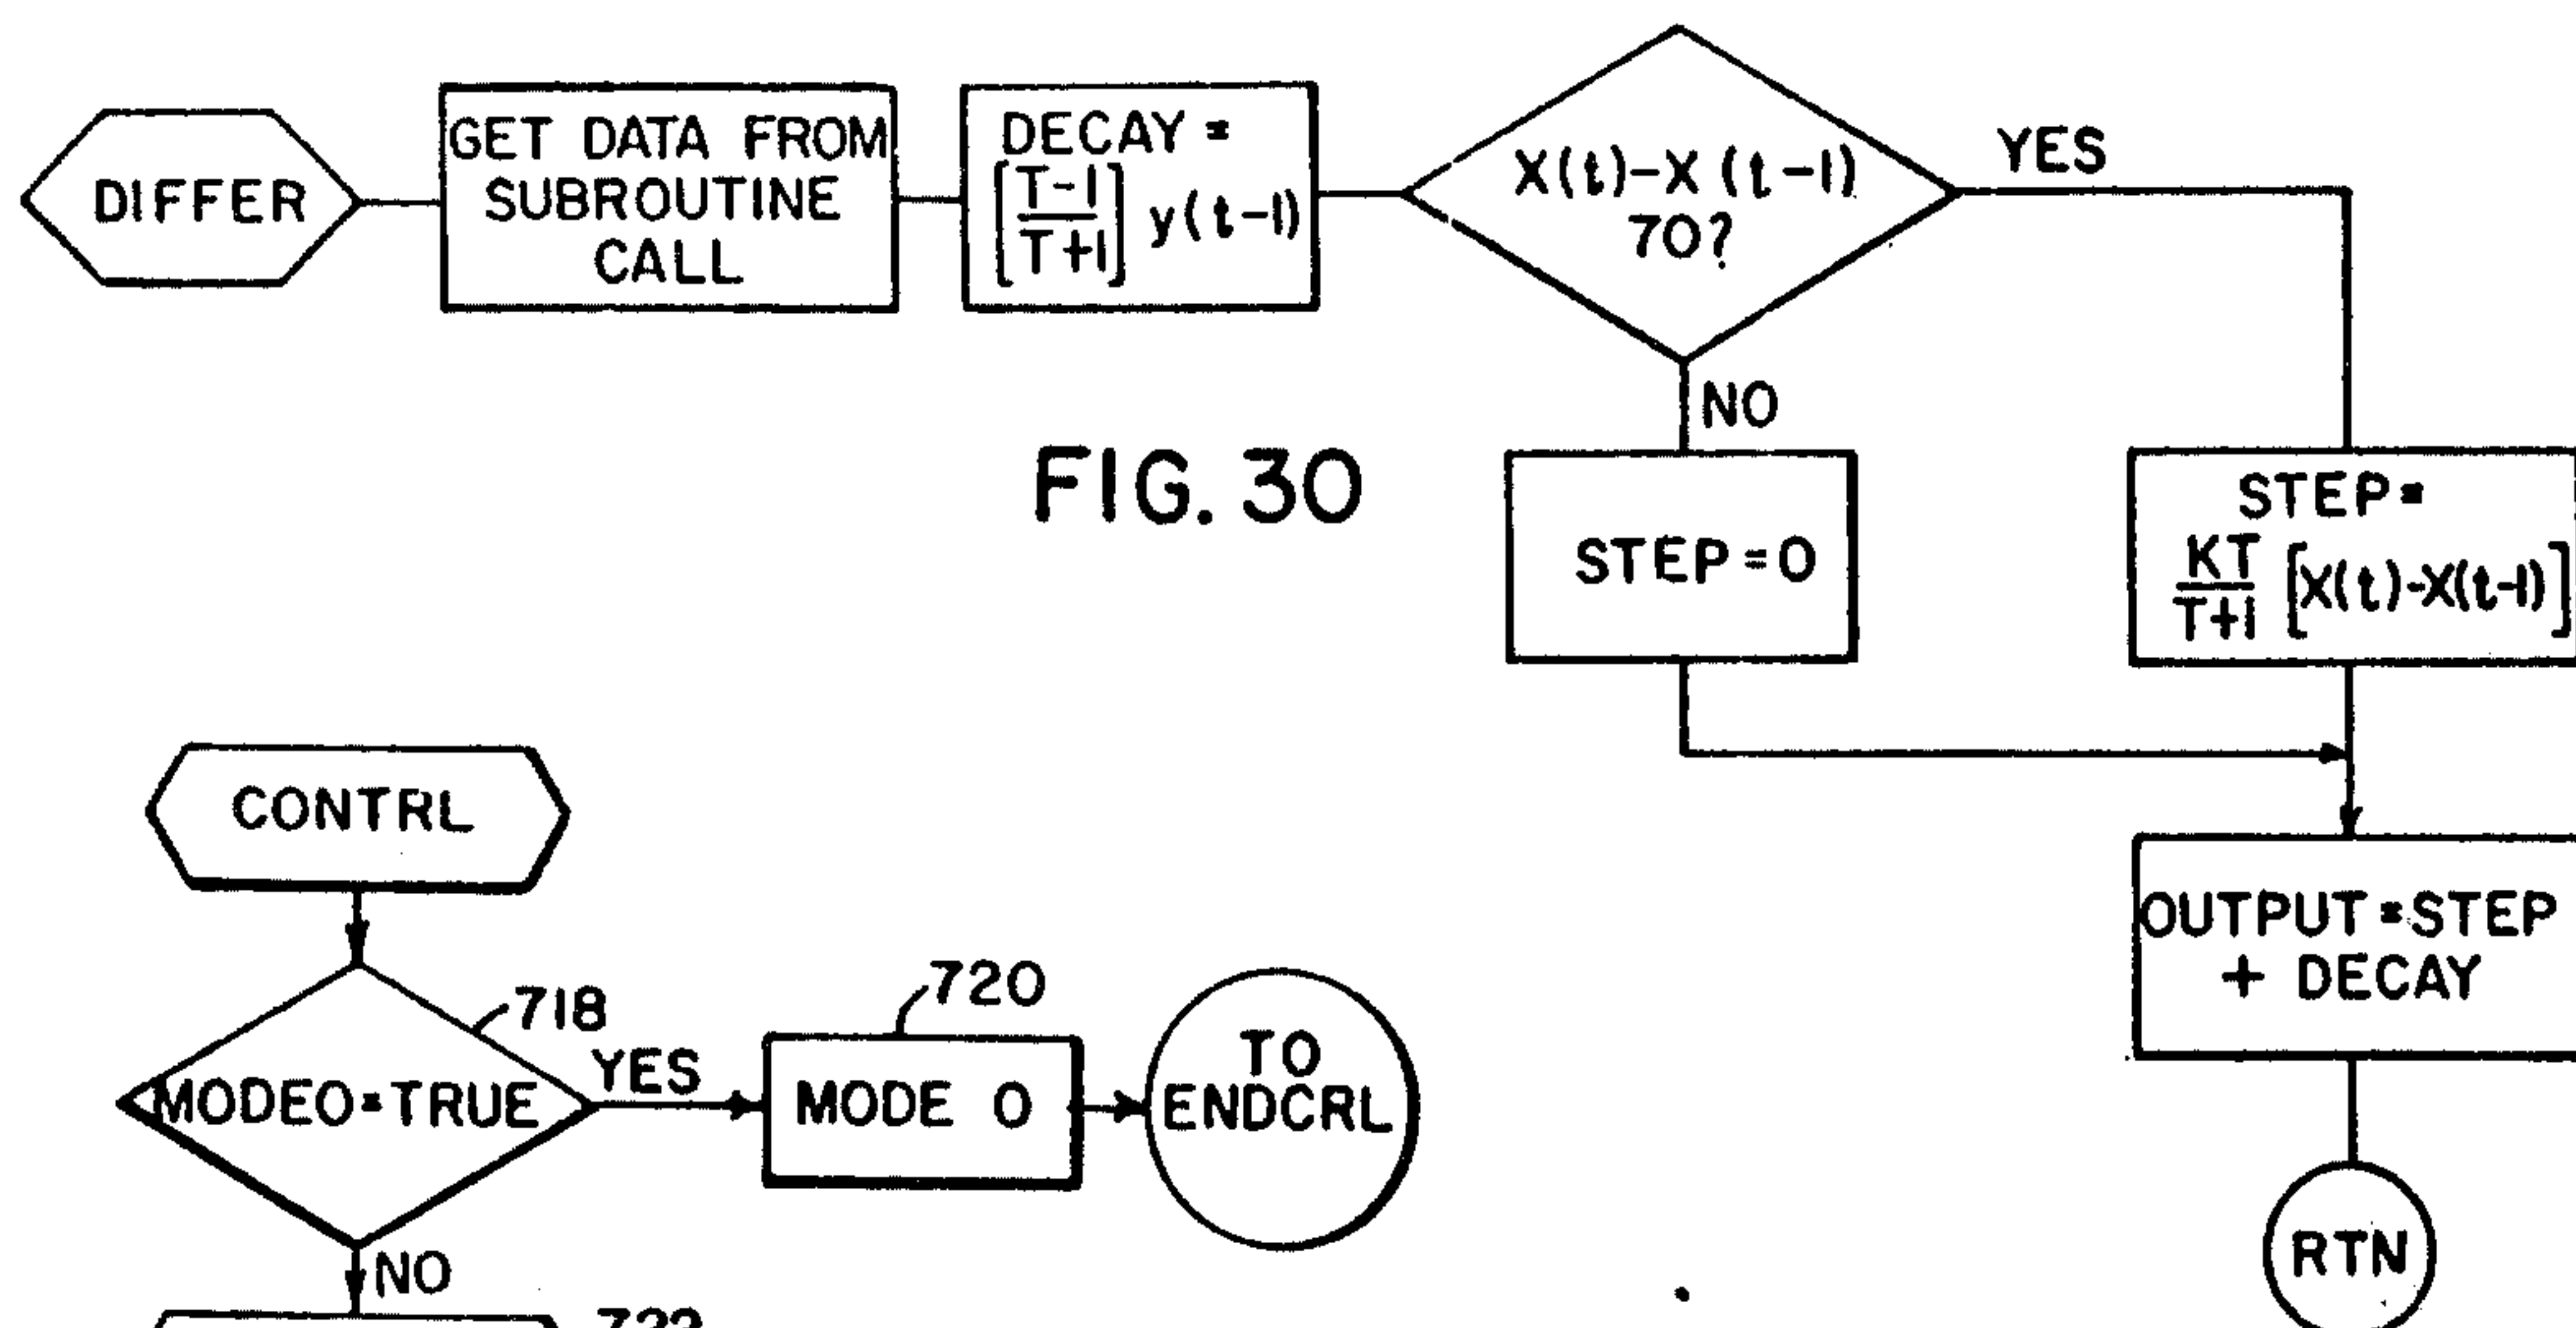 DIFFER
GET DATA FROM
SUBROUTINE
CALL
DECAY =
[T-1 / T+1] y(t-1)
X(t)-X (t-1)
70?
YES
NO
FIG. 30
STEP = 0
STEP =
KT / T+1 [X(t)-X(t-1)]
OUTPUT = STEP
+ DECAY
RTN
CONTRL
718
MODEO = TRUE
YES
720
MODE 0
TO
ENDCRL
NO